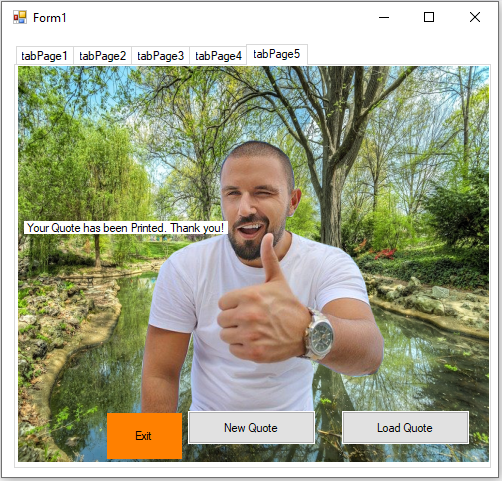 Form1
tabPage1 tabPage2 tabPage3 tabPage4 tabPage5
Your Quote has been Printed. Thank you!
Exit New Quote Load Quote